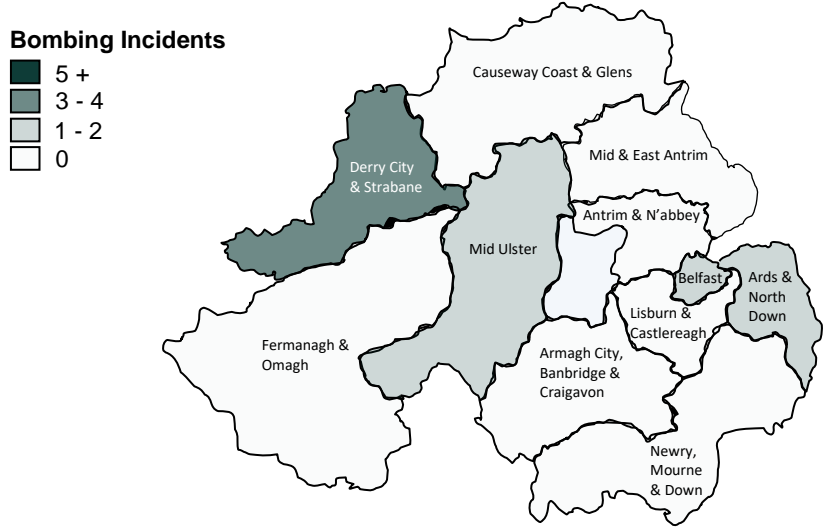 Bombing Incidents
5 +
3 - 4
1 - 2
0
Causeway Coast & Glens
Mid & East Antrim
Derry City
& Strabane
Antrim & N'abbey
Mid Ulster
Belfast
Ards &
North
Down
Lisburn &
Castlereagh
Fermanagh &
Omagh
Armagh City,
Banbridge &
Craigavon
Newry,
Mourne
& Down